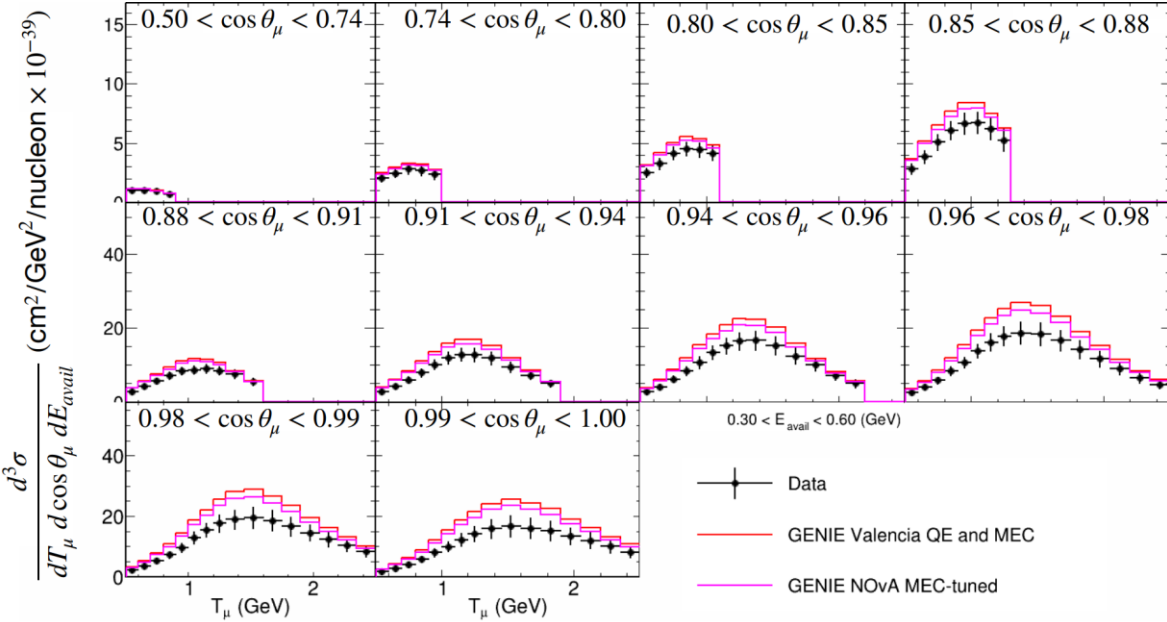 0.50 < cos θμ < 0.74
0.74 < cos θμ < 0.80
0.80 < cos θμ < 0.85
0.85 < cos θμ < 0.88
15
10
5
0
0.88 < cos θμ < 0.91
0.91 < cos θμ < 0.94
0.94 < cos θμ < 0.96
0.96 < cos θμ < 0.98
40
20
0
0.98 < cos θμ < 0.99
0.99 < cos θμ < 1.00
0.30 < Eavail < 0.60 (GeV)
40
20
0
Data
GENIE Valencia QE and MEC
GENIE NOvA MEC-tuned
1 2
1 2
Tμ (GeV)
Tμ (GeV)
d³σ
dTμ d cos θμ dEavail
(cm²/GeV²/nucleon × 10⁻³⁹)